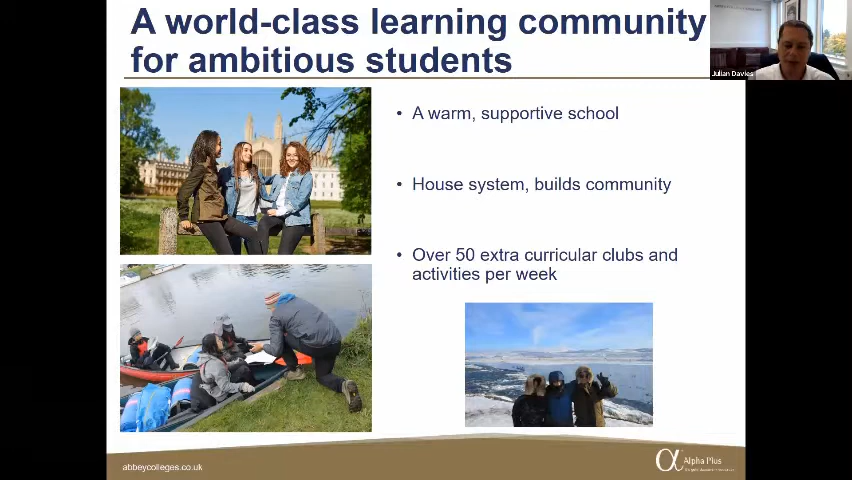 A world-class learning community
for ambitious students
Julian Davies
• A warm, supportive school
• House system, builds community
• Over 50 extra curricular clubs and
activities per week
abbeycolleges.co.uk
α Alpha Plus